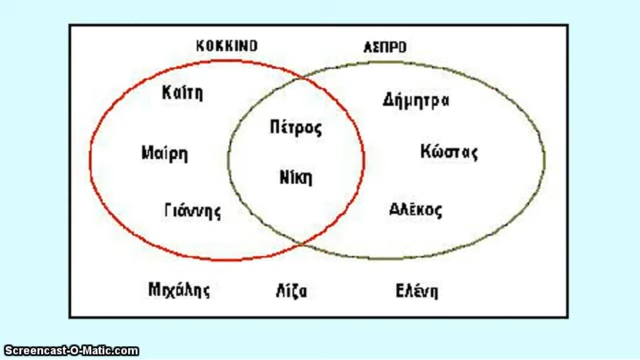 ΚΟΚΚΙΝΟ ΑΣΠΡΟ
Καίτη Δήμητρα
Πέτρος
Μαίρη Κώστας
Νίκη
Γιάννης Αλέκος
Μιχάλης Λίζα Ελένη
Screencast-O-Matic.com